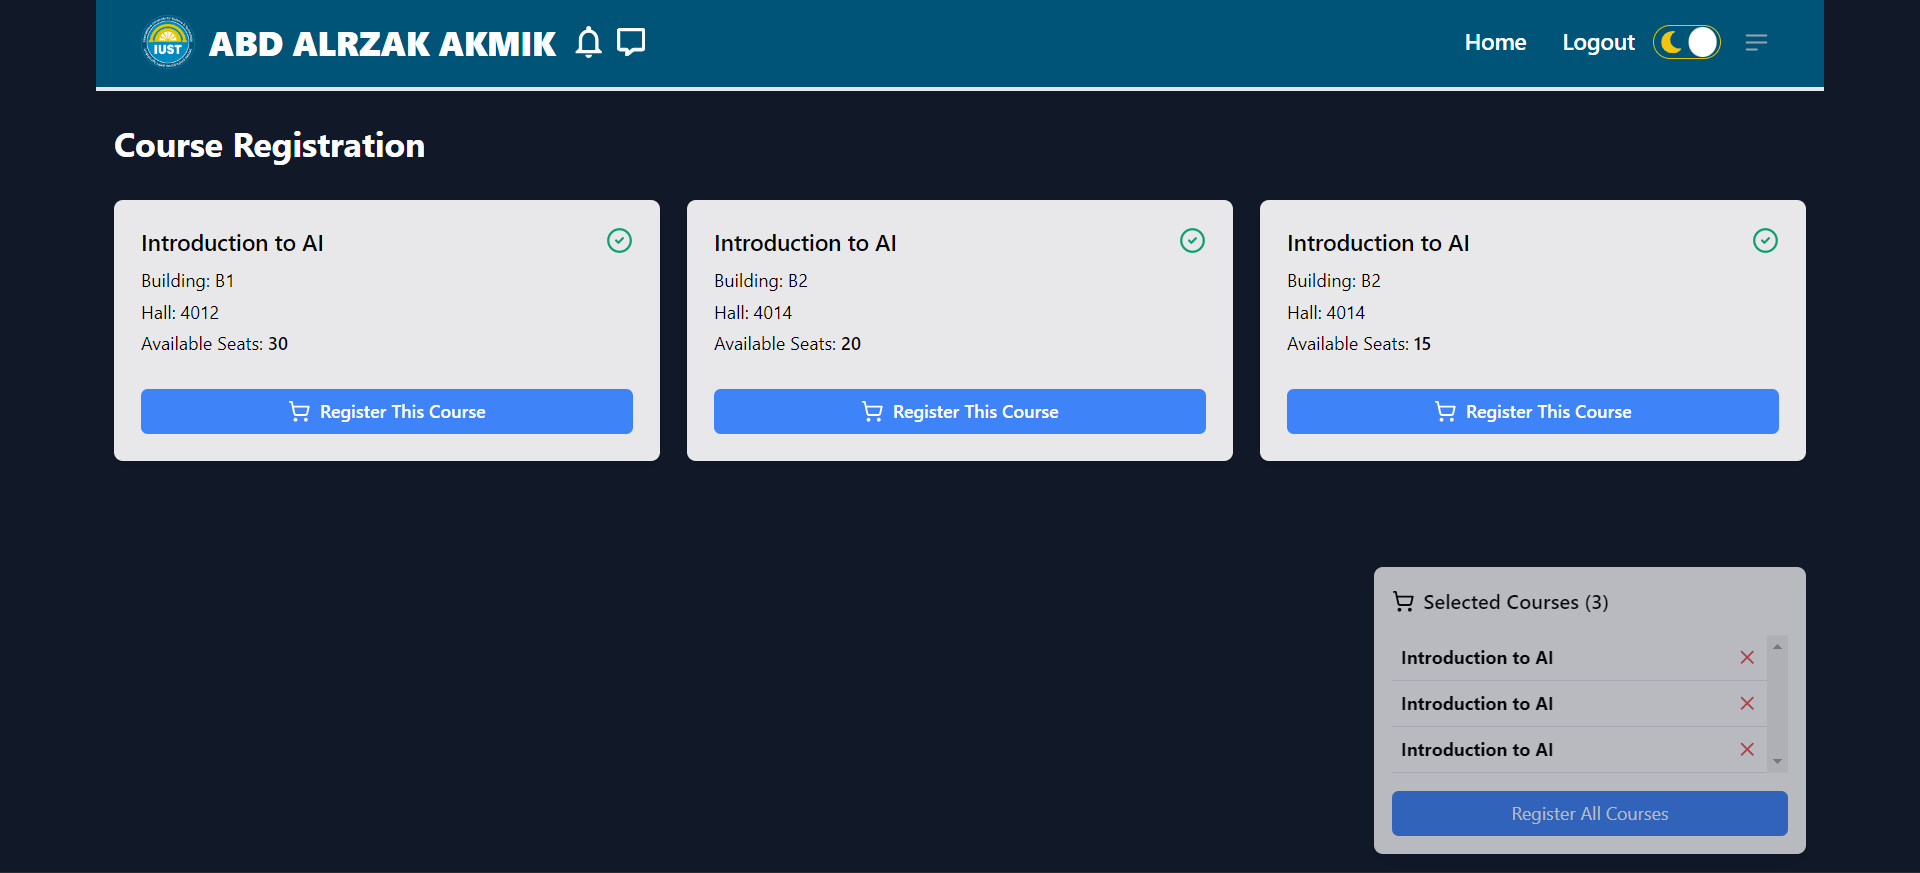 IUST
ABD ALRZAK AKMIK
Home
Logout
Course Registration
Introduction to AI
Building: B1
Hall: 4012
Available Seats: 30
Register This Course
Introduction to AI
Building: B2
Hall: 4014
Available Seats: 20
Register This Course
Introduction to AI
Building: B2
Hall: 4014
Available Seats: 15
Register This Course
Selected Courses (3)
Introduction to AI
Introduction to AI
Introduction to AI
Register All Courses